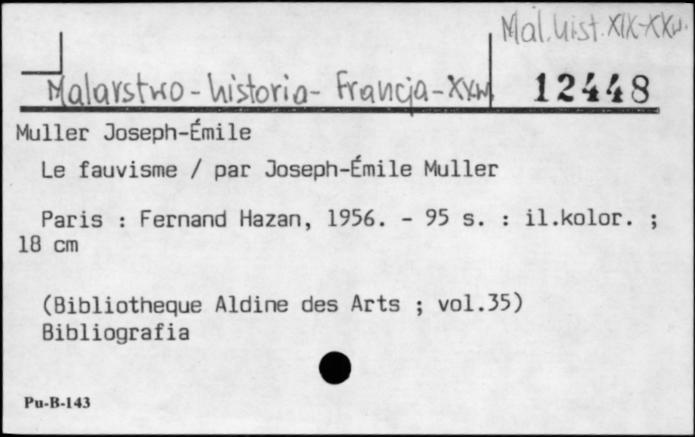 Mal. hist. XIX-XXw.
Malarstwo - historia - Francja - XXw.
12448
Muller Joseph-Émile
Le fauvisme / par Joseph-Émile Muller
Paris : Fernand Hazan, 1956. - 95 s. : il.kolor. ;
18 cm
(Bibliotheque Aldine des Arts ; vol.35)
Bibliografia
Pu-B-143